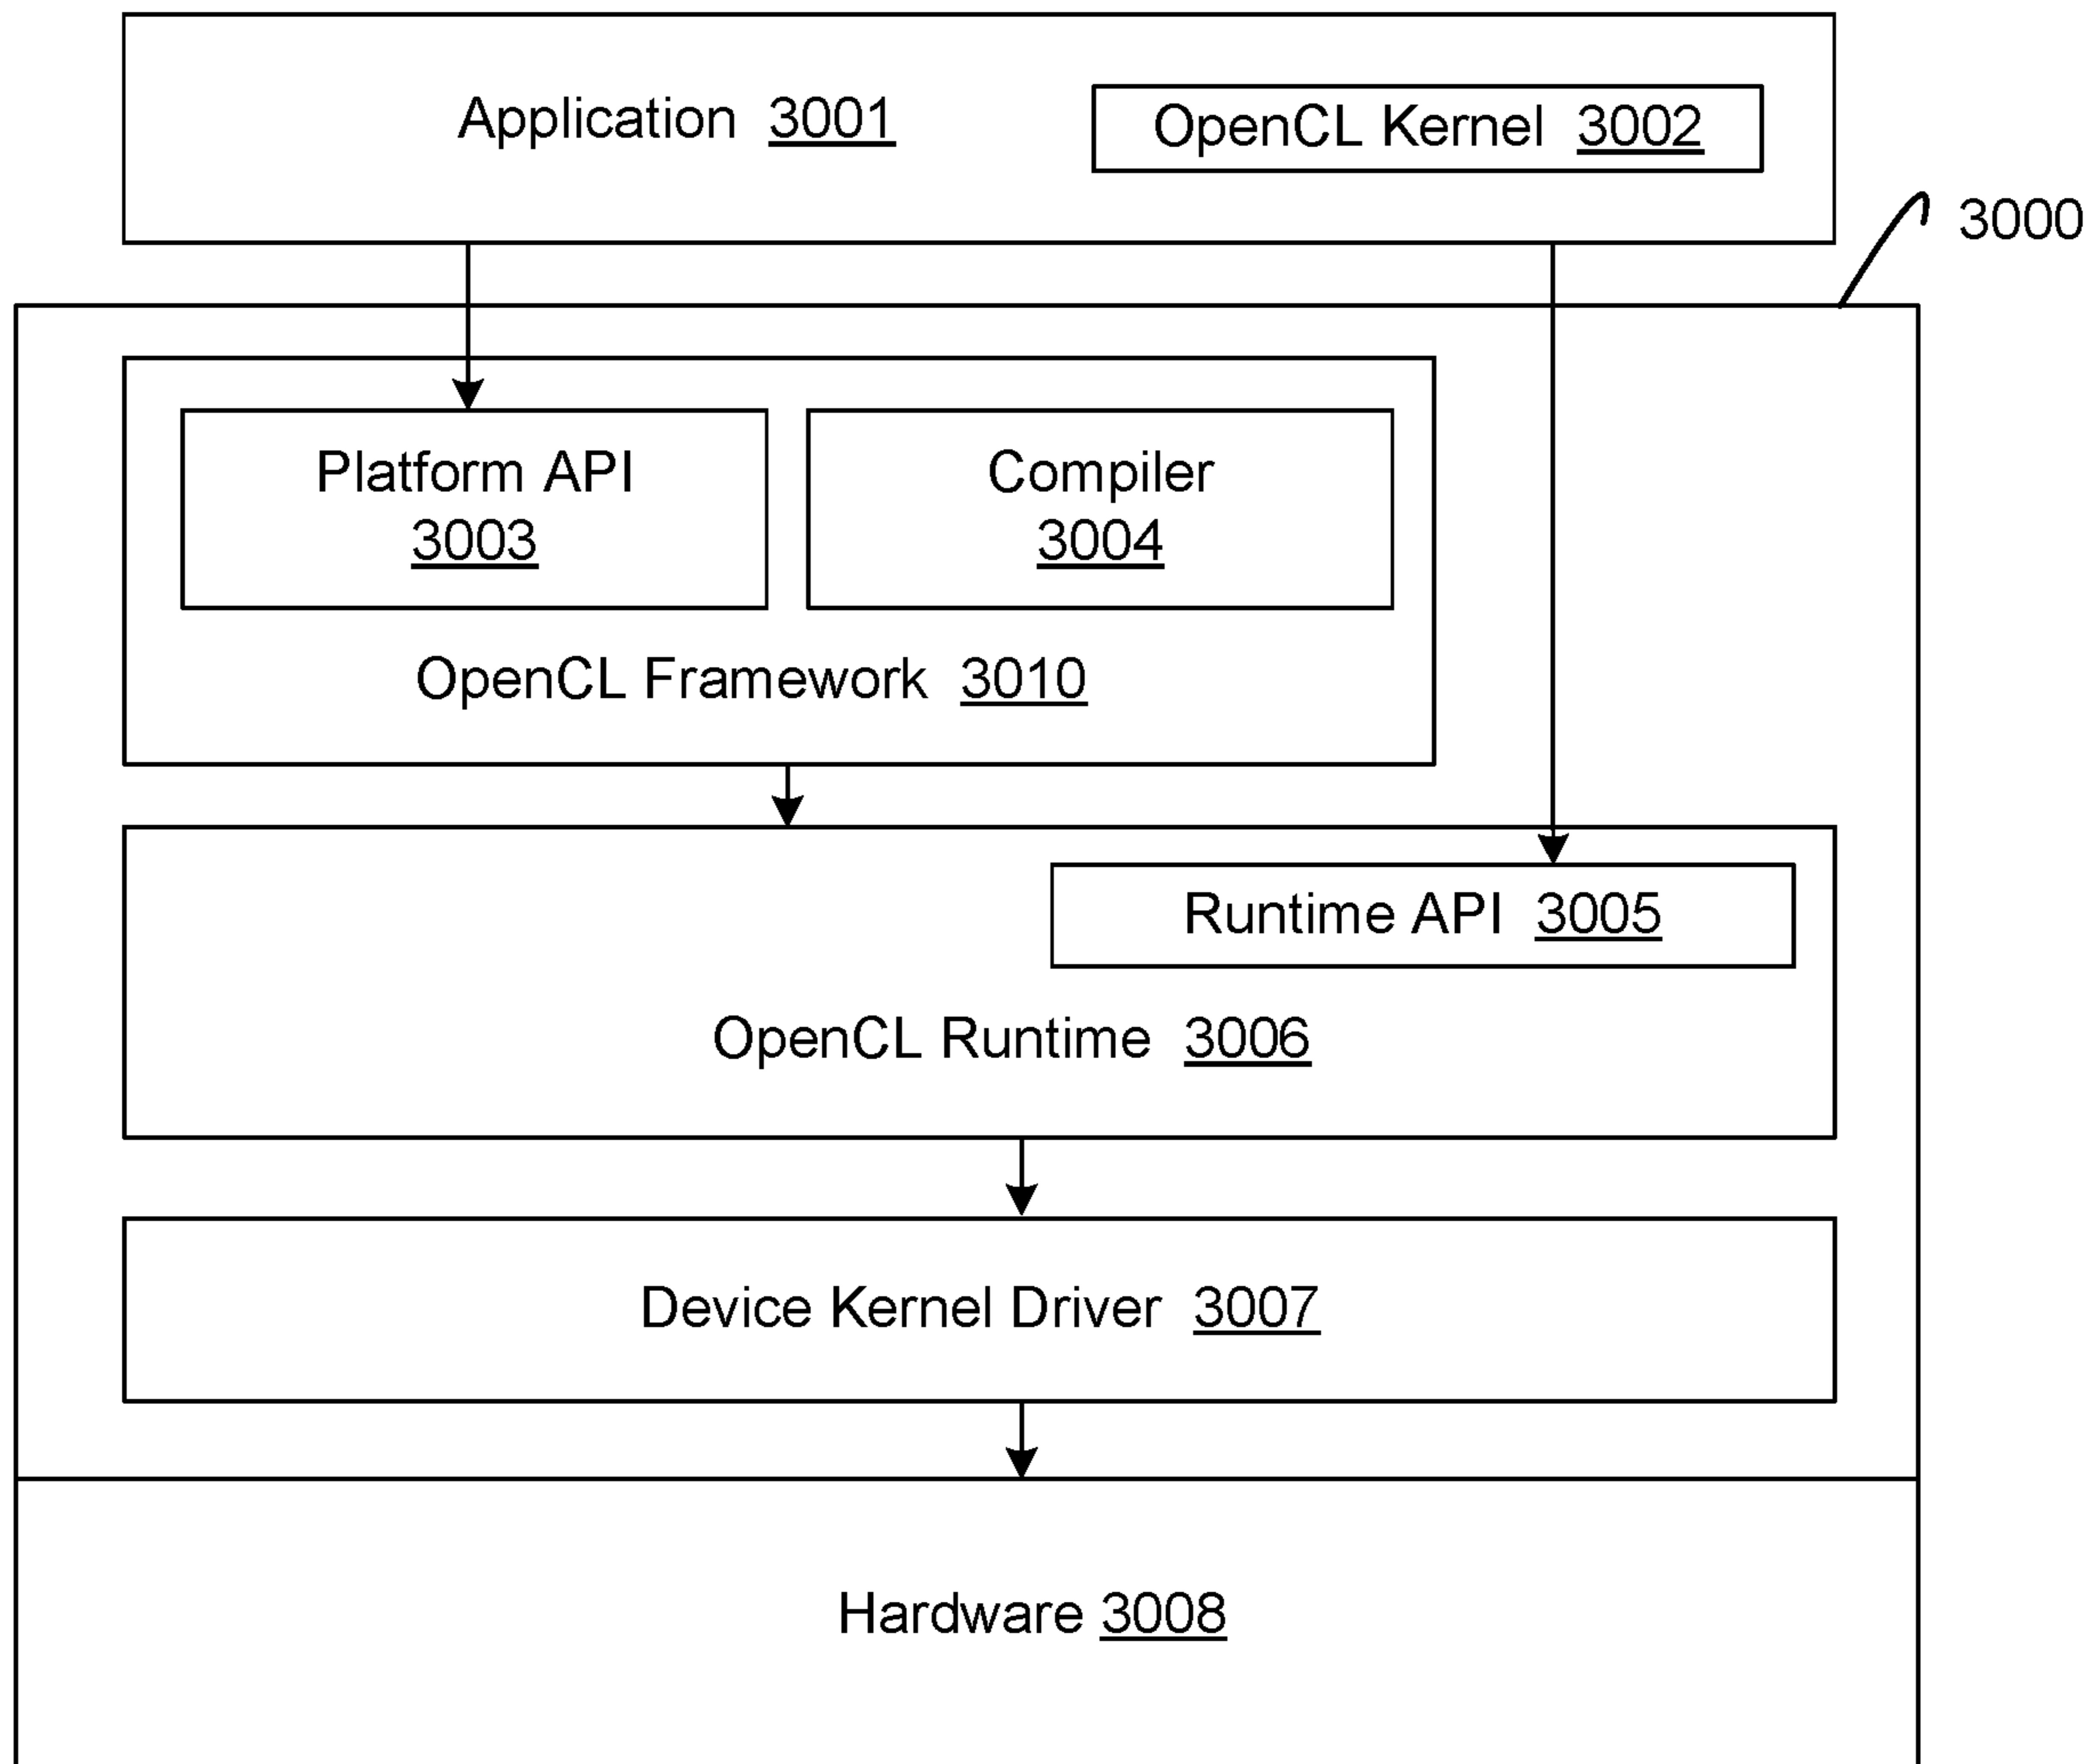 Application 3001
OpenCL Kernel 3002
3000
Platform API
3003
Compiler
3004
OpenCL Framework 3010
Runtime API 3005
OpenCL Runtime 3006
Device Kernel Driver 3007
Hardware 3008